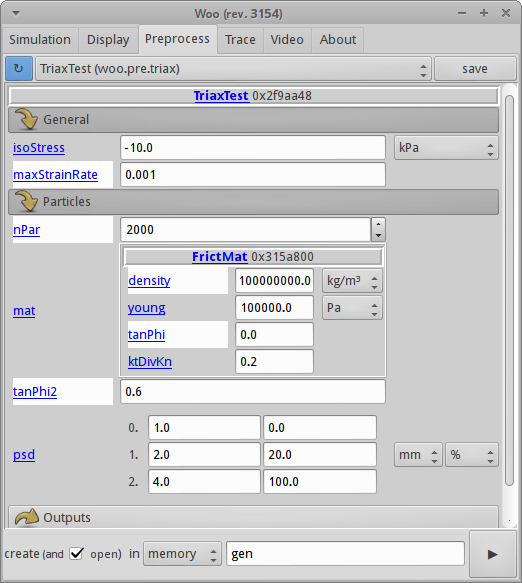 Woo (rev. 3154)
Simulation Display Preprocess Trace Video About
TriaxTest (woo.pre.triax) save
TriaxTest 0x2f9aa48
General
isoStress -10.0 kPa
maxStrainRate 0.001
Particles
nPar 2000
FrictMat 0x315a800
density 100000000.0 kg/m³
young 100000.0 Pa
mat
tanPhi 0.0
ktDivKn 0.2
tanPhi2 0.6
0. 1.0 0.0
psd 1. 2.0 20.0 mm %
2. 4.0 100.0
Outputs
create (and open) in memory gen